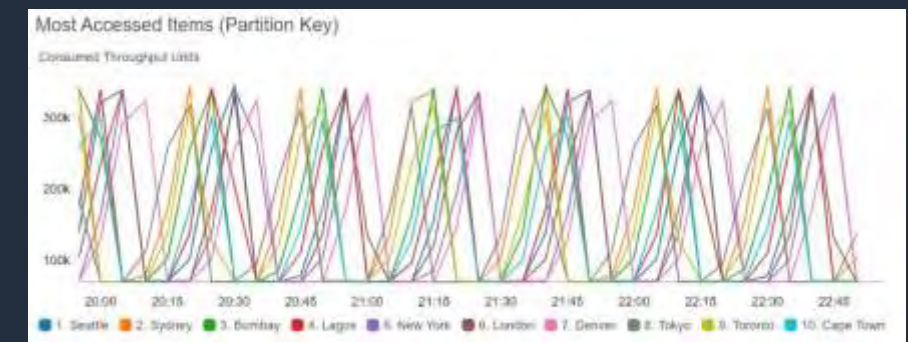 Most Accessed Items (Partition Key)
Consumed Throughput Units
300k
200k
100k
20:00 20:15 20:30 20:45 21:00 21:15 21:30 21:45 22:00 22:15 22:30 22:45
1. Seattle 2. Sydney 3. Bombay 4. Lagos 5. New York 6. London 7. Denver 8. Tokyo 9. Toronto 10. Cape Town